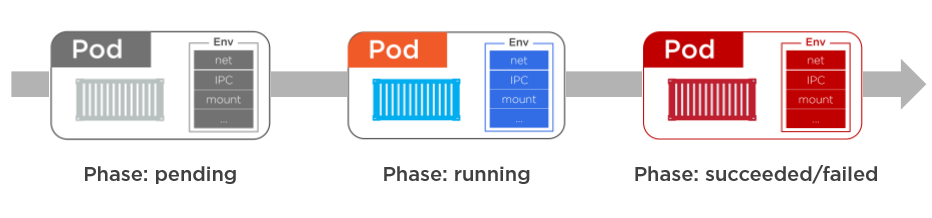 Pod
Env
net
IPC
mount
...
Pod
Env
net
IPC
mount
...
Pod
Env
net
IPC
mount
...
Phase: pending
Phase: running
Phase: succeeded/failed